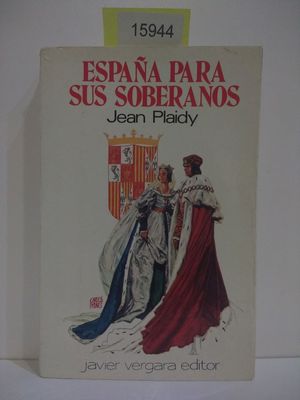 15944
ESPAÑA PARA
SUS SOBERANOS
Jean Plaidy
javier vergara editor